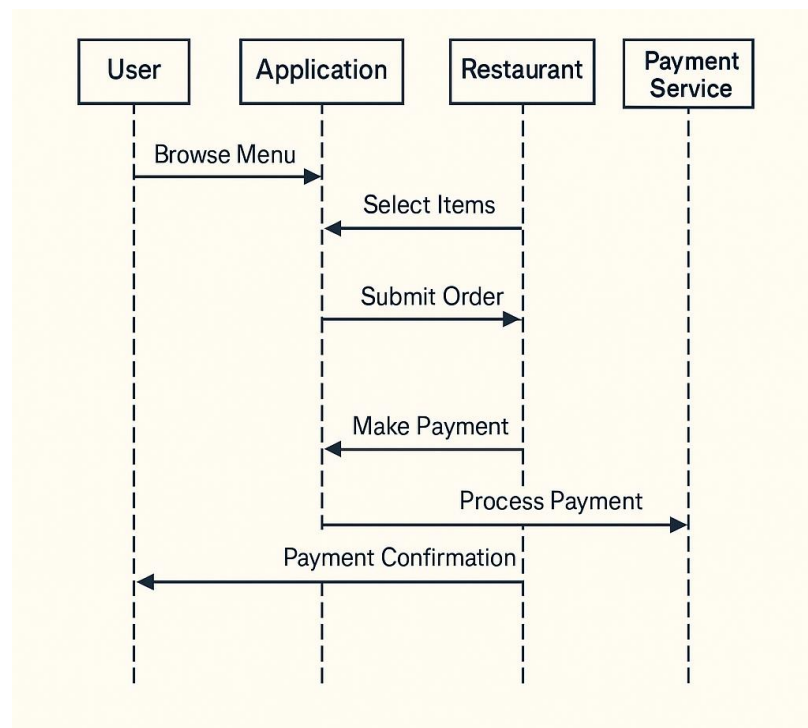 User
Application
Restaurant
Payment
Service
Browse Menu
Select Items
Submit Order
Make Payment
Process Payment
Payment Confirmation